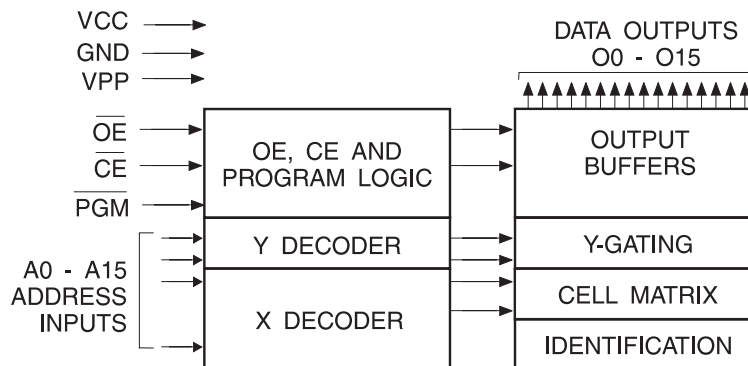 VCC
GND
VPP
DATA OUTPUTS
O0 - O15
OE
CE
PGM
OE, CE AND
PROGRAM LOGIC
OUTPUT
BUFFERS
A0 - A15
ADDRESS
INPUTS
Y DECODER
Y-GATING
X DECODER
CELL MATRIX
IDENTIFICATION